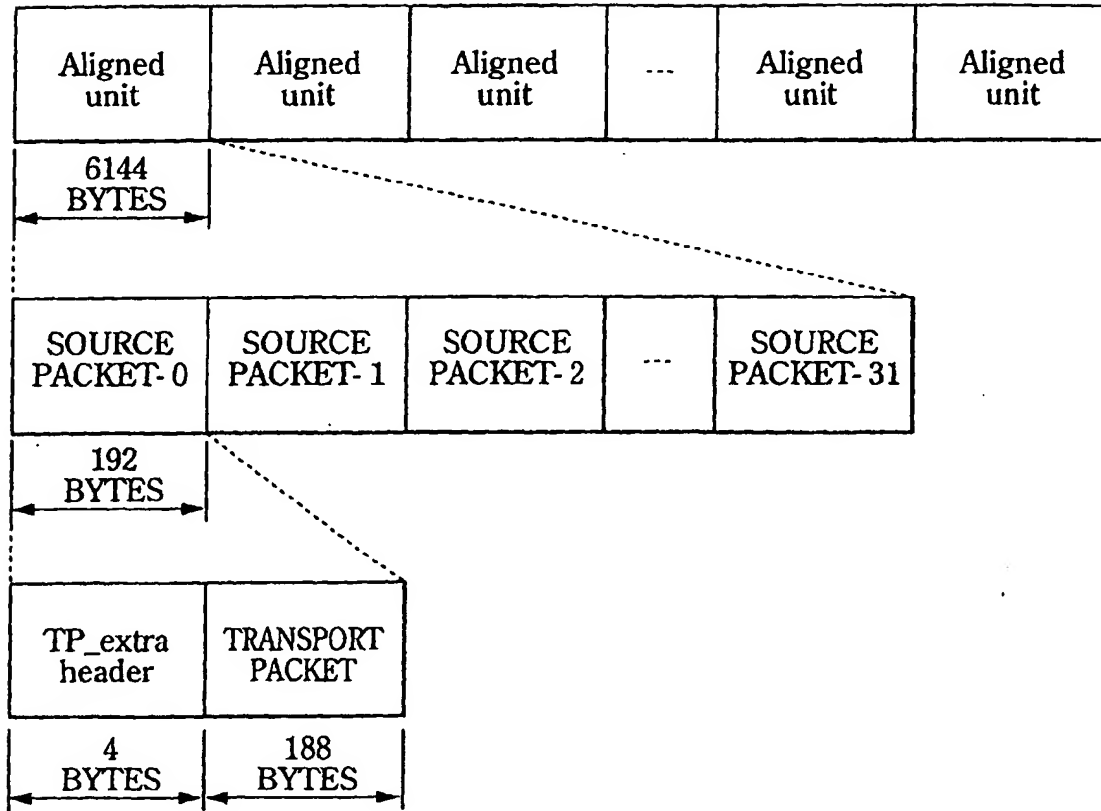 Aligned unit
Aligned unit
Aligned unit
---
Aligned unit
Aligned unit
6144 BYTES
SOURCE PACKET-0
SOURCE PACKET-1
SOURCE PACKET-2
---
SOURCE PACKET-31
192 BYTES
TP_extra header
TRANSPORT PACKET
4 BYTES
188 BYTES